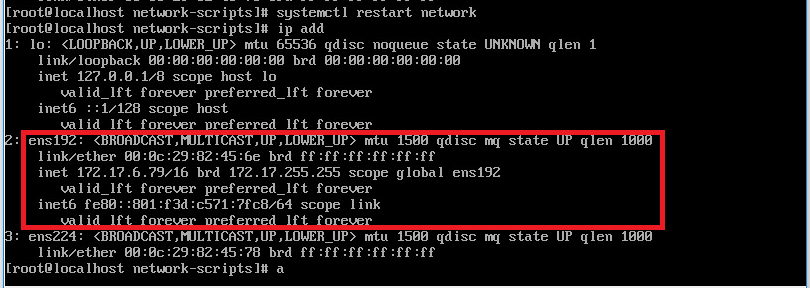 [root@localhost network-scripts]# systemctl restart network
[root@localhost network-scripts]# ip add
1: lo: <LOOPBACK,UP,LOWER_UP> mtu 65536 qdisc noqueue state UNKNOWN qlen 1
link/loopback 00:00:00:00:00:00 brd 00:00:00:00:00:00
inet 127.0.0.1/8 scope host lo
valid_lft forever preferred_lft forever
inet6 ::1/128 scope host
valid_lft forever preferred_lft forever
2: ens192: <BROADCAST,MULTICAST,UP,LOWER_UP> mtu 1500 qdisc mq state UP qlen 1000
link/ether 00:0c:29:82:45:6e brd ff:ff:ff:ff:ff:ff
inet 172.17.6.79/16 brd 172.17.255.255 scope global ens192
valid_lft forever preferred_lft forever
inet6 fe80::801:f3d:c571:7fc8/64 scope link
valid_lft forever preferred_lft forever
3: ens224: <BROADCAST,MULTICAST,UP,LOWER_UP> mtu 1500 qdisc mq state UP qlen 1000
link/ether 00:0c:29:82:45:78 brd ff:ff:ff:ff:ff:ff
[root@localhost network-scripts]# a